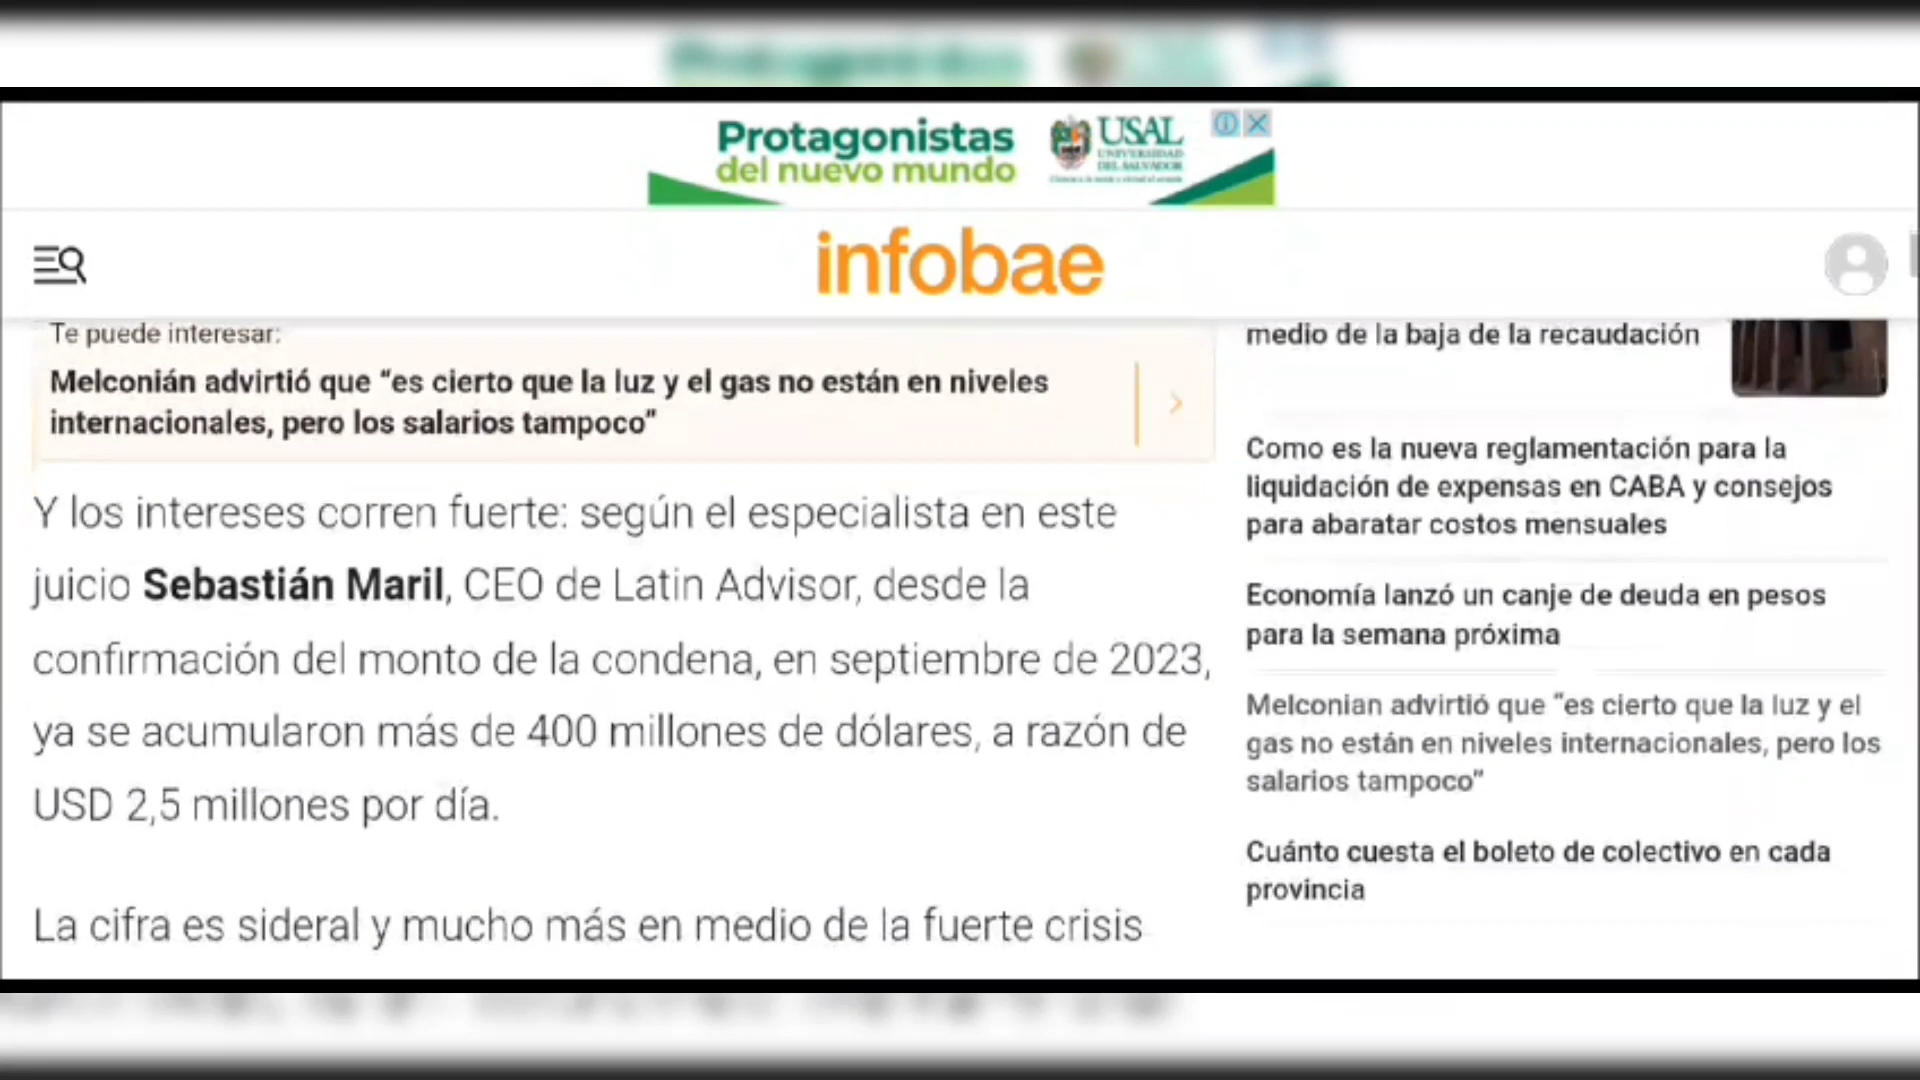 Protagonistas
del nuevo mundo
USAL
UNIVERSIDAD
DEL SALVADOR
infobae
Te puede interesar:
Melconián advirtió que “es cierto que la luz y el gas no están en niveles
internacionales, pero los salarios tampoco”
Y los intereses corren fuerte: según el especialista en este
juicio Sebastián Maril, CEO de Latin Advisor, desde la
confirmación del monto de la condena, en septiembre de 2023,
ya se acumularon más de 400 millones de dólares, a razón de
USD 2,5 millones por día.
La cifra es sideral y mucho más en medio de la fuerte crisis
medio de la baja de la recaudación
Como es la nueva reglamentación para la
liquidación de expensas en CABA y consejos
para abaratar costos mensuales
Economía lanzó un canje de deuda en pesos
para la semana próxima
Melconian advirtió que “es cierto que la luz y el
gas no están en niveles internacionales, pero los
salarios tampoco”
Cuánto cuesta el boleto de colectivo en cada
provincia